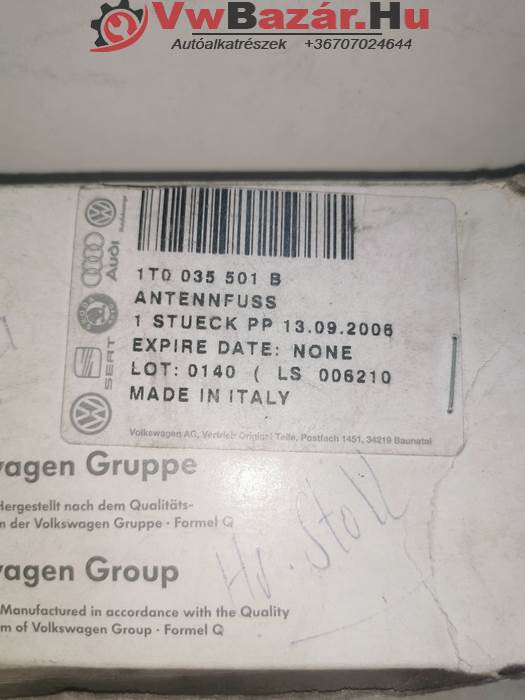 VwBazár.Hu
Autóalkatrészek +36707024644
Audi
SEAT
1T0 035 501 B
ANTENNFUSS
1 STUECK PP 13.09.2006
EXPIRE DATE: NONE
LOT: 0140 ( LS 006210
MADE IN ITALY
Volkswagen AG, Vertrieb Original Teile, Postfach 1451, 34219 Baunatal
wagen Gruppe
Hergestellt nach dem Qualitäts-
n der Volkswagen Gruppe · Formel Q
Hr. Stoll
wagen Group
Manufactured in accordance with the Quality
m of Volkswagen Group · Formel Q